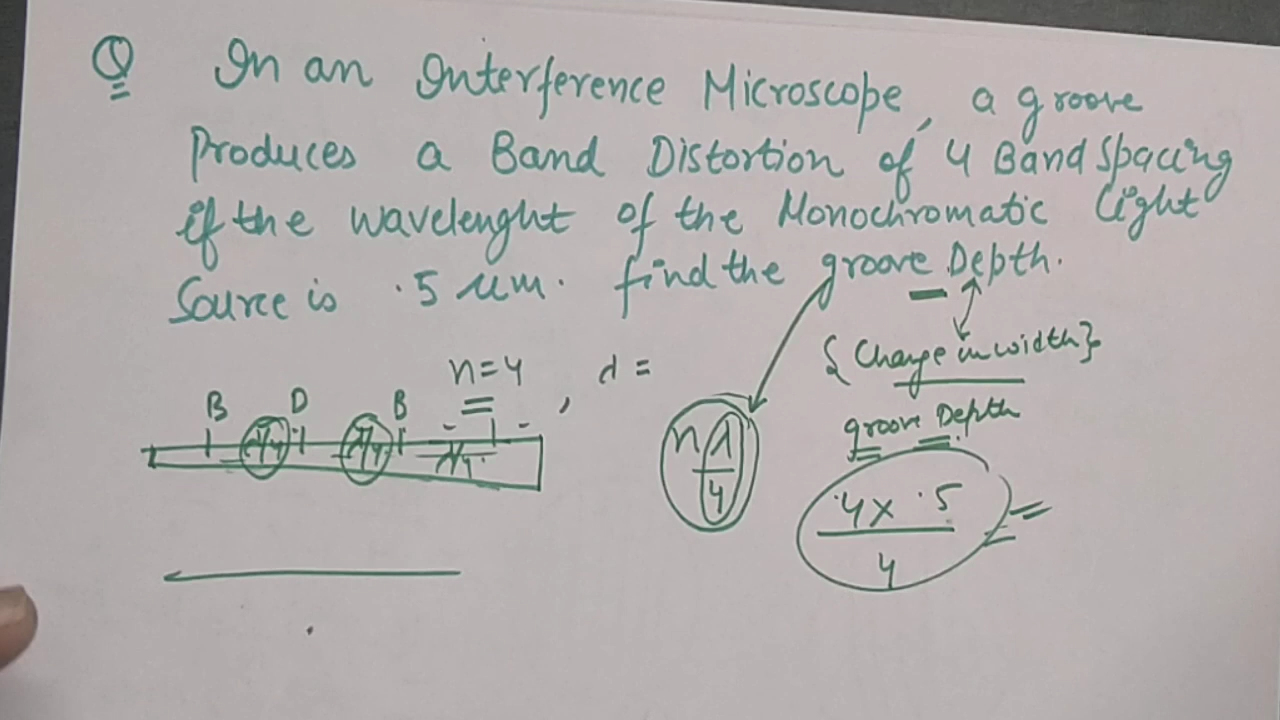 Q In an Interference Microscope, a groove
Produces a Band Distortion of 4 Band Spacing
if the wavelenght of the Monochromatic light
Source is .5 um. find the groove Depth.
{ Change in width }
n=4, d =
B D B
λ/4 λ/4 λ/4
n λ/4
groove Depth
4 x .5 / 4 =